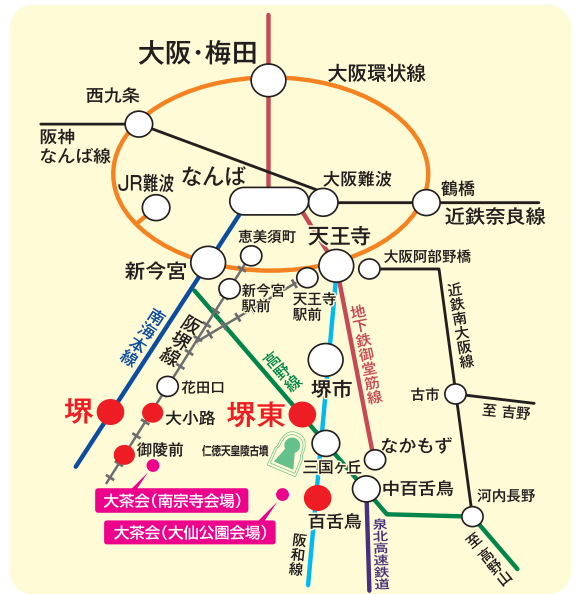 大阪・梅田
大阪環状線
西九条
阪神
なんば線
JR難波
なんば
大阪難波
鶴橋
近鉄奈良線
恵美須町
天王寺
大阪阿部野橋
新今宮
新今宮
駅前
天王寺
駅前
近鉄南大阪線
南海本線
阪堺線
地下鉄御堂筋線
高野線
堺市
花田口
古市
至 吉野
堺
大小路
堺東
御陵前
仁徳天皇陵古墳
なかもず
三国ヶ丘
中百舌鳥
河内長野
大茶会(南宗寺会場)
百舌鳥
大茶会(大仙公園会場)
阪和線
泉北高速鉄道
至 高野山